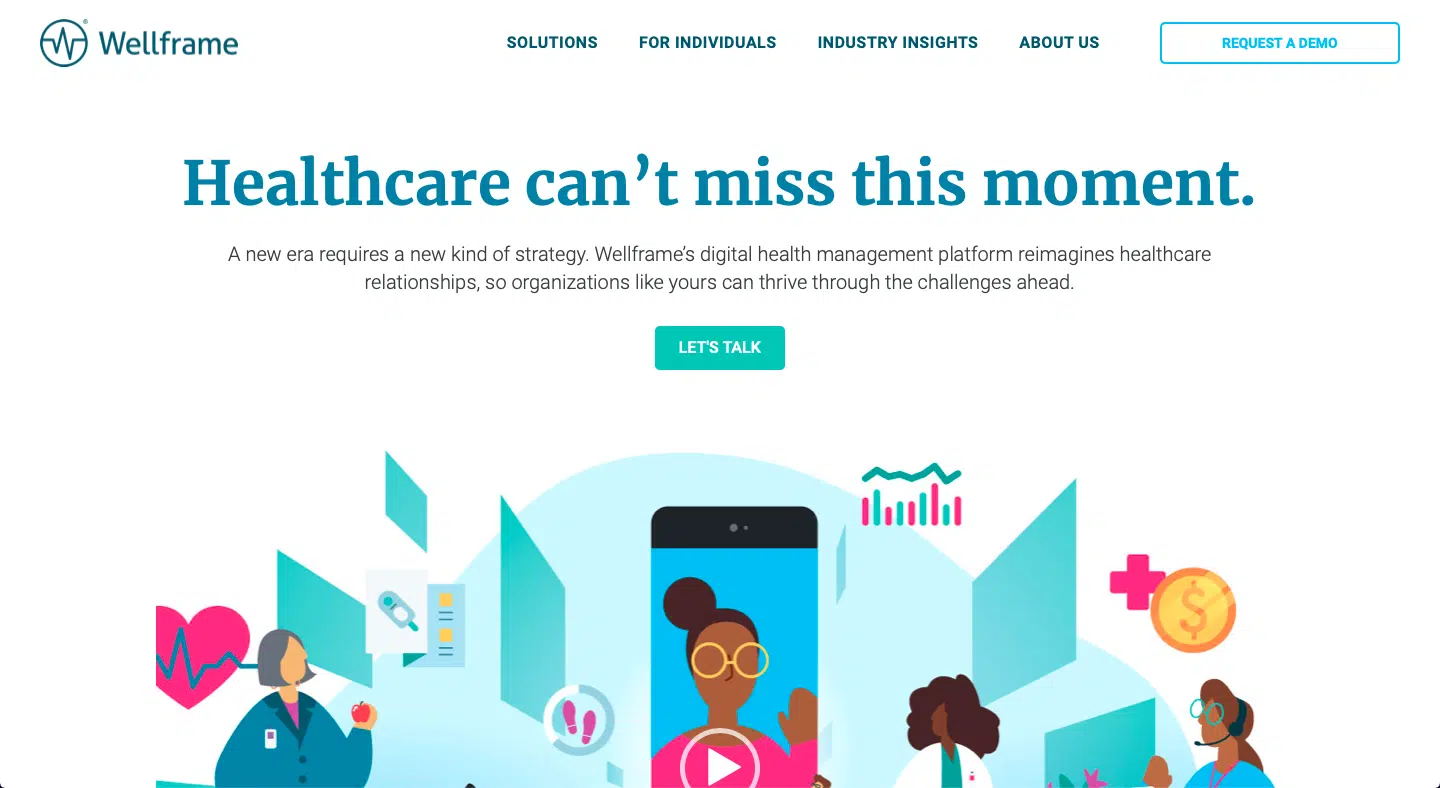 Wellframe®
SOLUTIONS
FOR INDIVIDUALS
INDUSTRY INSIGHTS
ABOUT US
REQUEST A DEMO
Healthcare can’t miss this moment.
A new era requires a new kind of strategy. Wellframe’s digital health management platform reimagines healthcare
relationships, so organizations like yours can thrive through the challenges ahead.
LET'S TALK
$